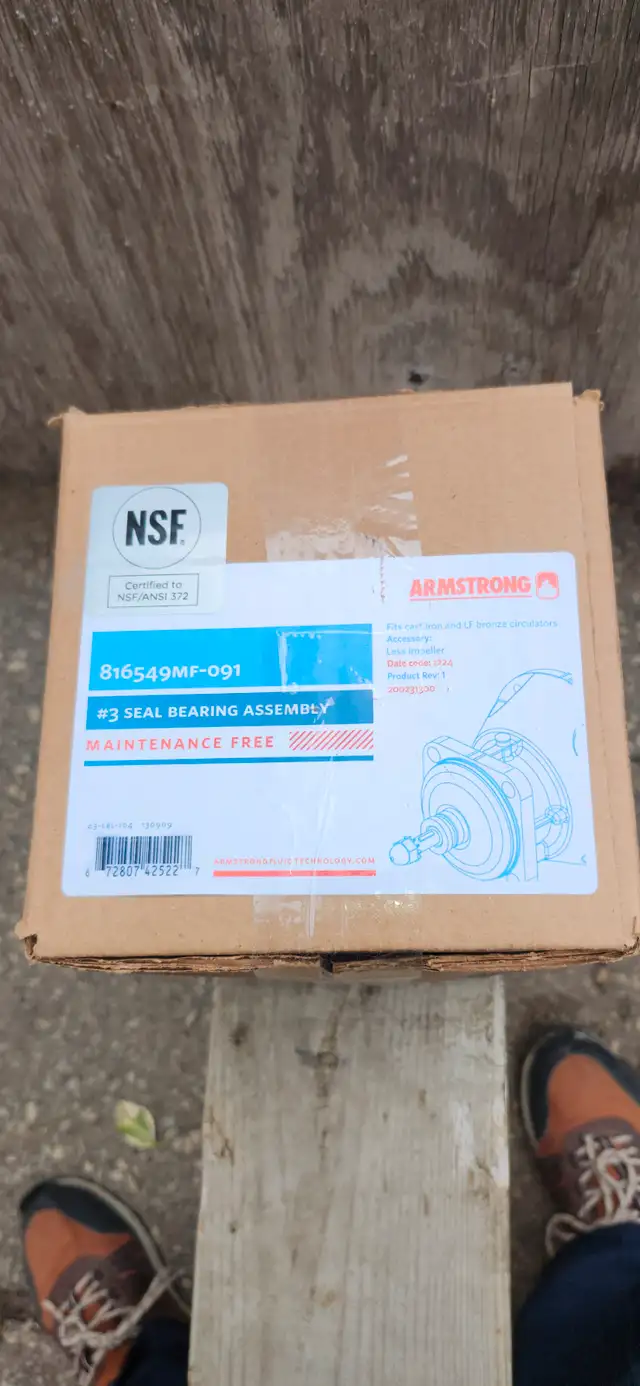 NSF
Certified to
NSF/ANSI 372
ARMSTRONG
Fits cast iron and LF bronze circulators
Accessory:
Less Impeller
Date code: 1824
Product Rev: 1
816549MF-091
#3 SEAL BEARING ASSEMBLY
MAINTENANCE FREE
6 72807 42522 7
ARMSTRONGFLUIDTECHNOLOGY.COM